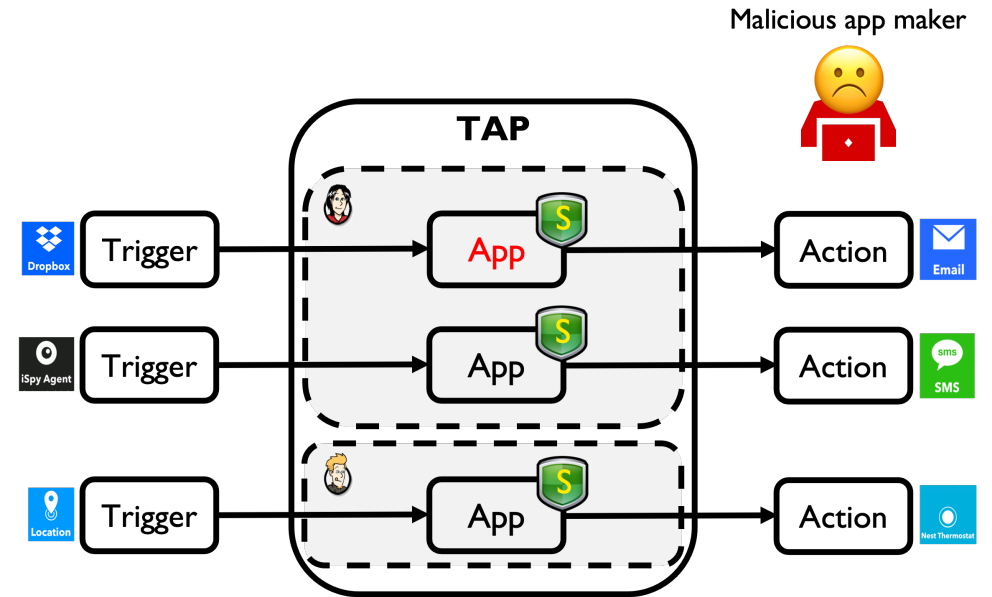 Malicious app maker
TAP
Dropbox
Trigger
App
S
Action
Email
iSpy Agent
Trigger
App
S
Action
sms
SMS
Location
Trigger
App
S
Action
Nest Thermostat